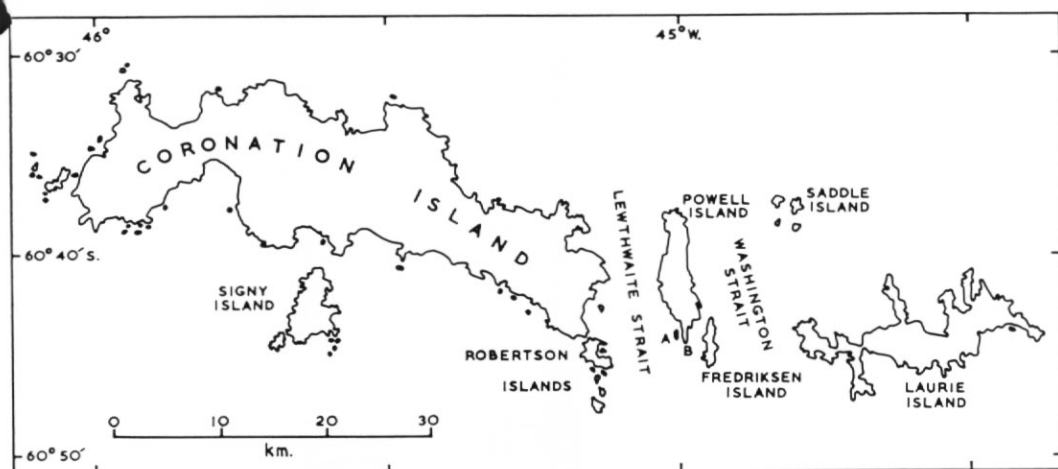 46°
45°W.
60°30′
CORONATION
ISLAND
LEWTHWAITE STRAIT
POWELL
ISLAND
SADDLE
ISLAND
WASHINGTON
STRAIT
60°40′S.
SIGNY
ISLAND
A
B
ROBERTSON
ISLANDS
FREDRIKSEN
ISLAND
LAURIE
ISLAND
0 10 20 30
km.
60°50′